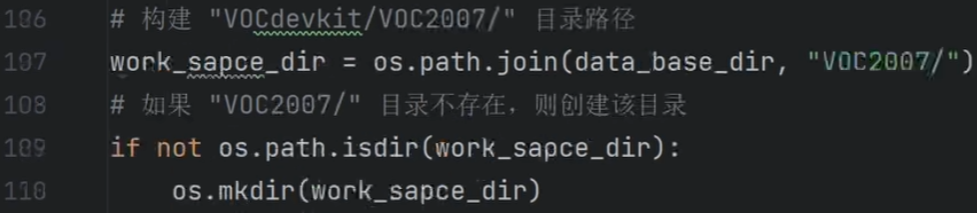 106 # 构建 "VOCdevkit/VOC2007/" 目录路径
107 work_sapce_dir = os.path.join(data_base_dir, "VOC2007/")
108 # 如果 "VOC2007/" 目录不存在，则创建该目录
109 if not os.path.isdir(work_sapce_dir):
110 os.mkdir(work_sapce_dir)